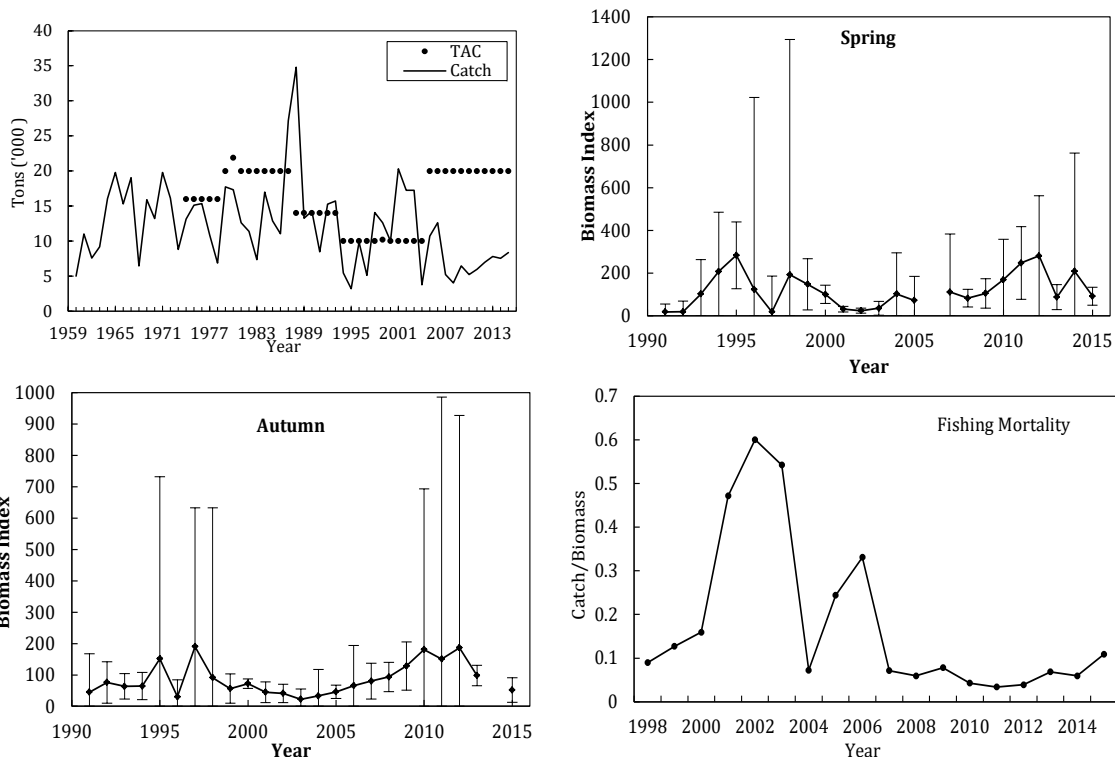 40
35
30
25
20
15
10
5
0
Tons ('000 )
TAC
Catch
1959 1965 1971 1977 1983 1989 1995 2001 2007 2013
Year
1400
1200
1000
800
600
400
200
0
Biomass Index
Spring
1990 1995 2000 2005 2010 2015
Year
1000
900
800
700
600
500
400
300
200
100
0
Biomass Index
Autumn
1990 1995 2000 2005 2010 2015
Year
0.7
0.6
0.5
0.4
0.3
0.2
0.1
0
Catch/Biomass
Fishing Mortality
1998 2000 2002 2004 2006 2008 2010 2012 2014
Year